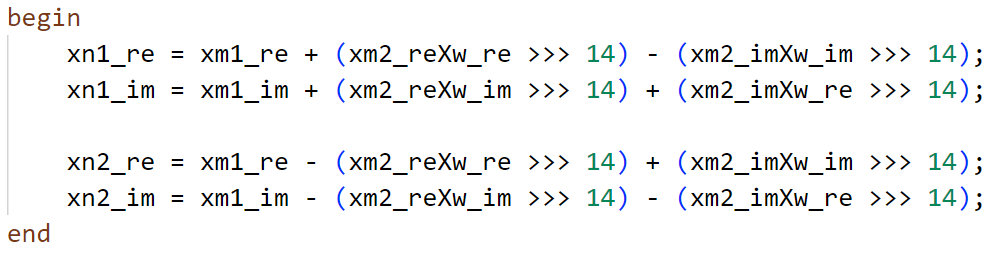 begin
xn1_re = xm1_re + (xm2_reXw_re >>> 14) - (xm2_imXw_im >>> 14);
xn1_im = xm1_im + (xm2_reXw_im >>> 14) + (xm2_imXw_re >>> 14);
xn2_re = xm1_re - (xm2_reXw_re >>> 14) + (xm2_imXw_im >>> 14);
xn2_im = xm1_im - (xm2_reXw_im >>> 14) - (xm2_imXw_re >>> 14);
end